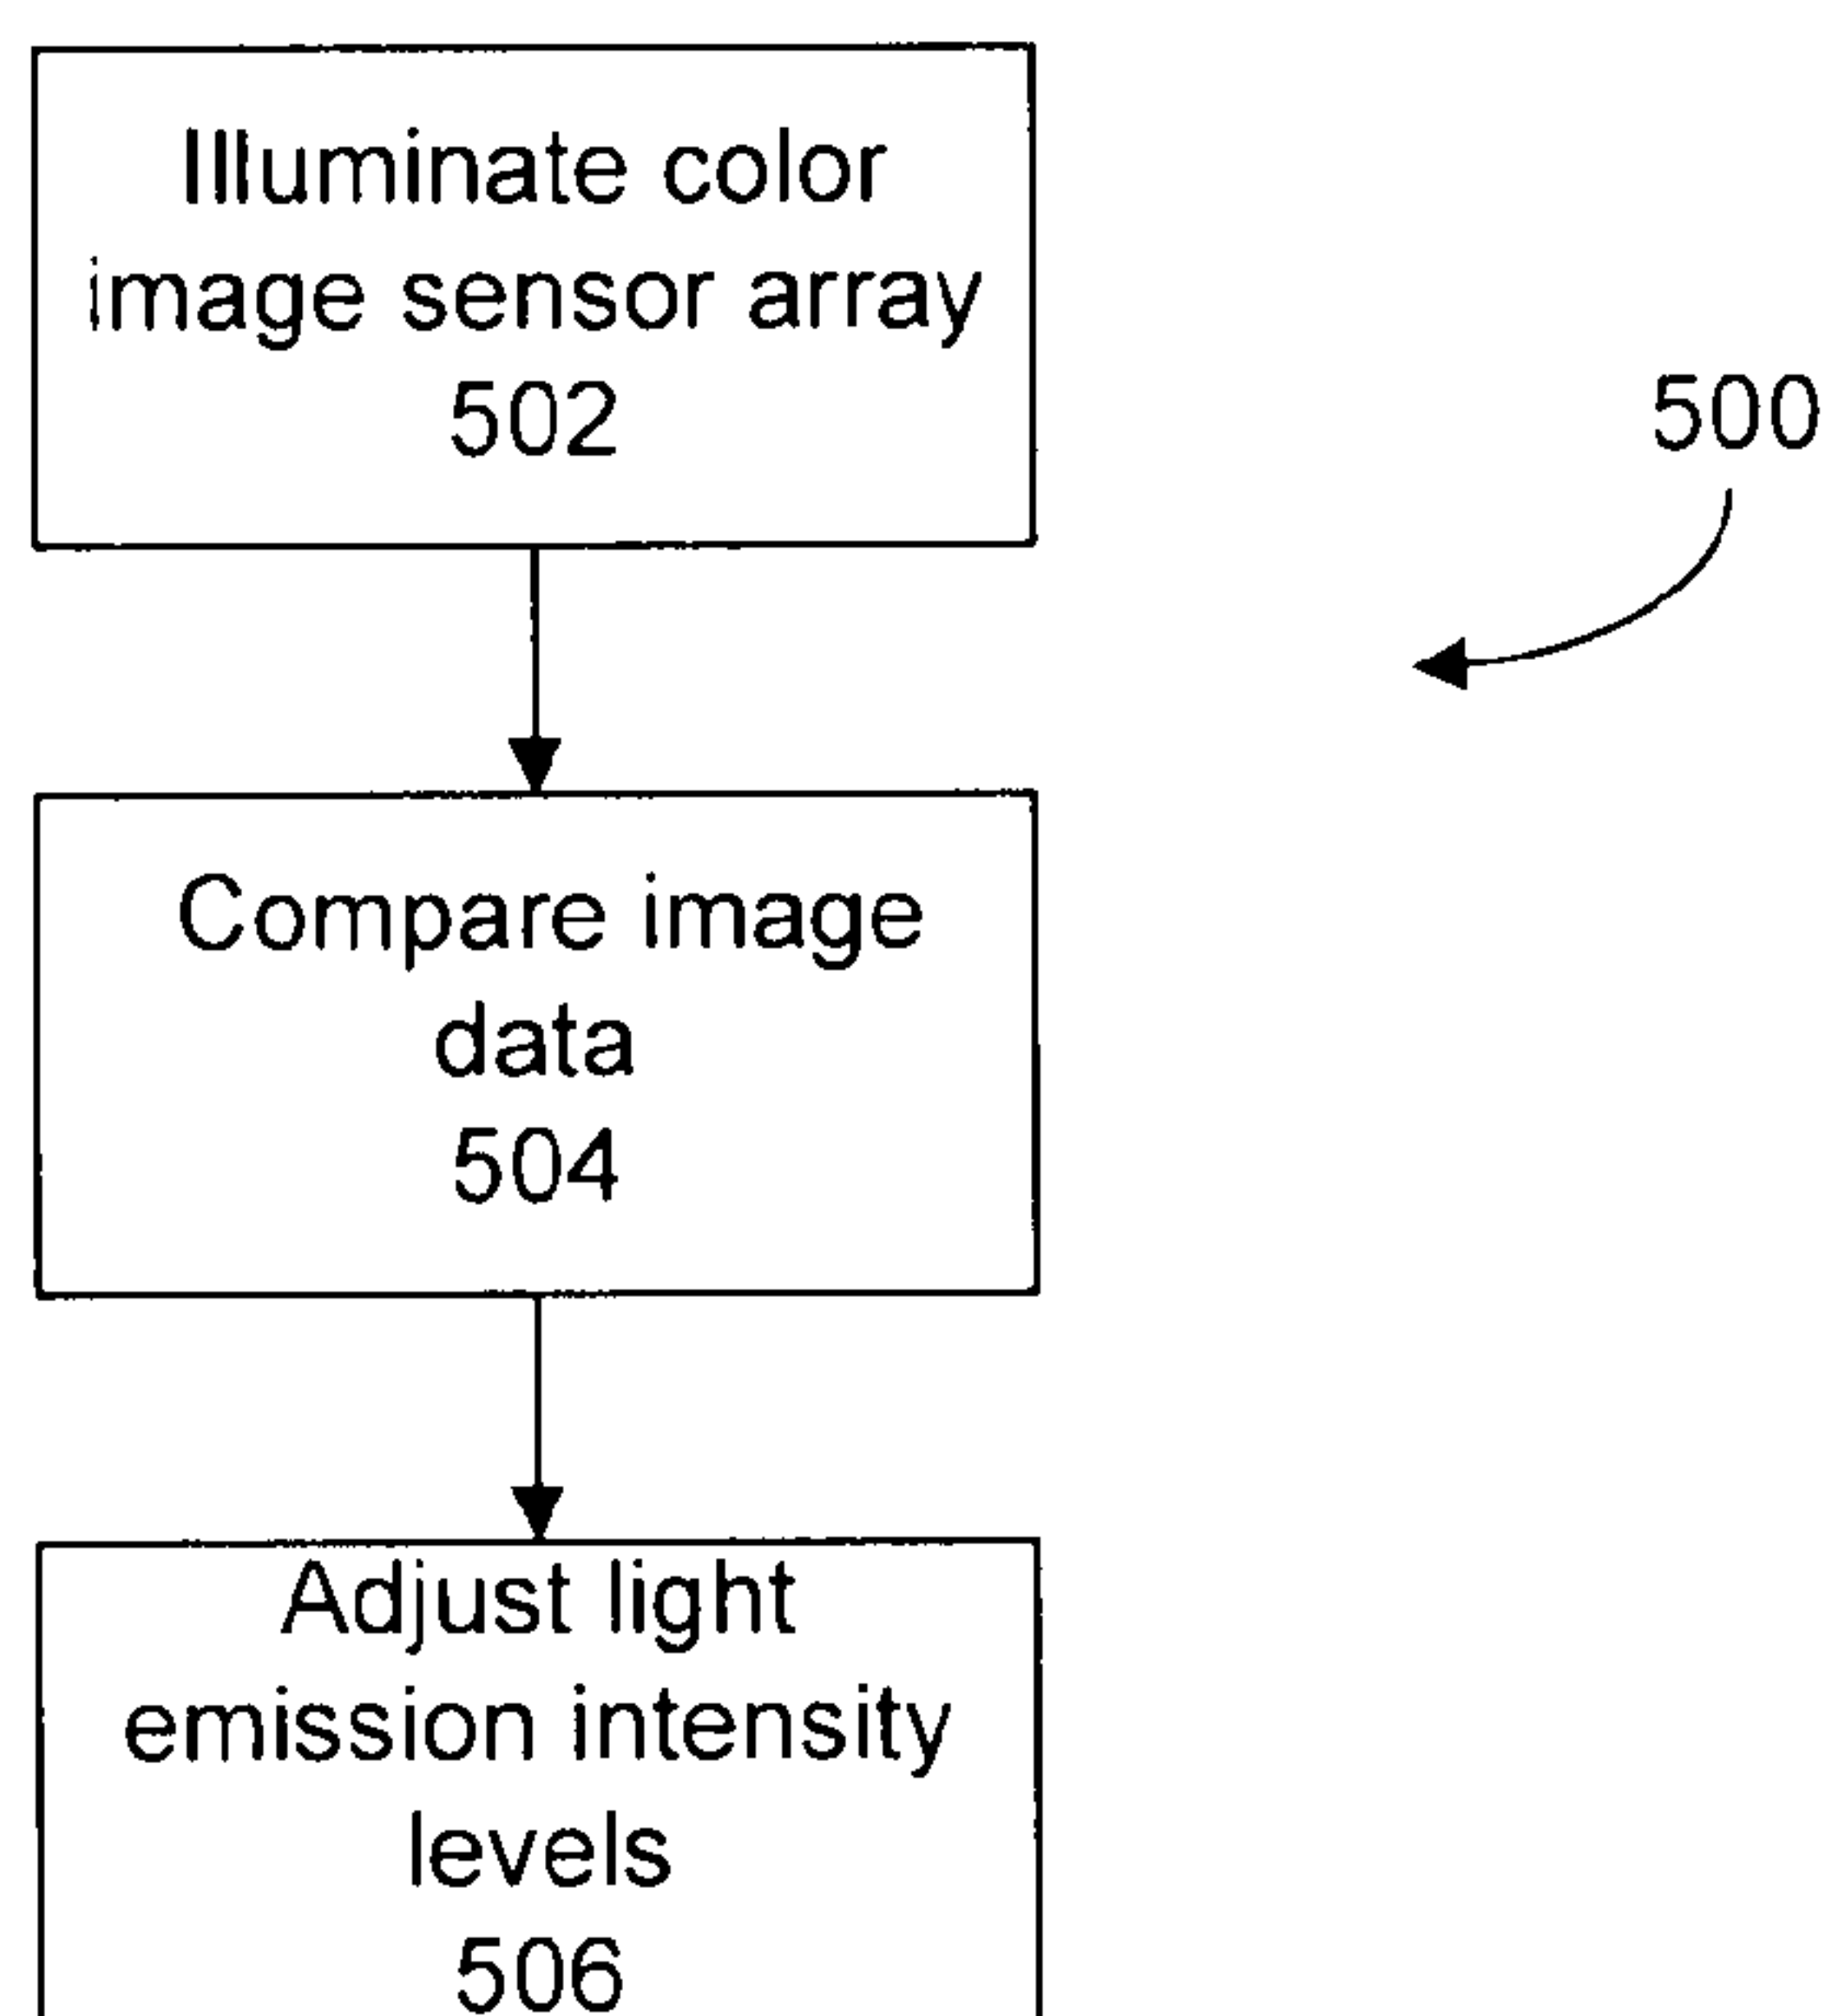 Illuminate color
image sensor array
502
500
Compare image
data
504
Adjust light
emission intensity
levels
506